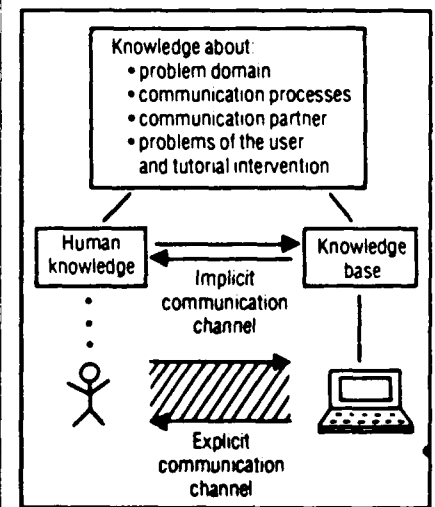 Knowledge about:
• problem domain
• communication processes
• communication partner
• problems of the user
and tutorial intervention
Human
knowledge
Knowledge
base
Implicit
communication
channel
Explicit
communication
channel